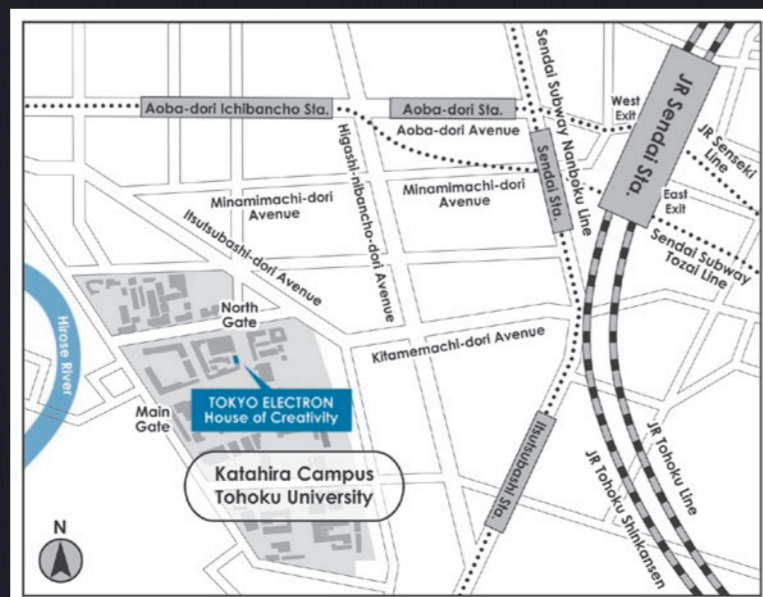 Aoba-dori Ichibancho Sta.
Aoba-dori Sta.
Aoba-dori Avenue
West
Exit
JR Sendai Sta.
JR Senseki
Line
Sendai Subway Nanboku Line
Sendai Sta.
Higashi-nibancho-dori Avenue
Minamimachi-dori
Avenue
Minamimachi-dori
Avenue
East
Exit
Sendai Subway
Tozai Line
Itsutsubashi-dori Avenue
Hirose River
North
Gate
Kitamemachi-dori Avenue
TOKYO ELECTRON
House of Creativity
Main
Gate
Katahira Campus
Tohoku University
Itsutsubashi Sta.
JR Tohoku Line
JR Tohoku Shinkansen
N